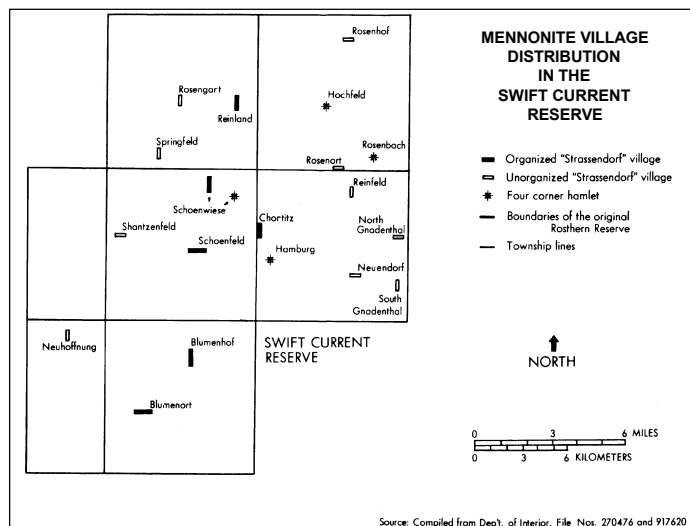 MENNONITE VILLAGE
DISTRIBUTION
IN THE
SWIFT CURRENT
RESERVE
Organized "Strassendorf" village
Unorganized "Strassendorf" village
Four corner hamlet
Boundaries of the original
Rosthern Reserve
Township lines
Rosenhof
Rosengart
Reinland
Hochfeld
Springfeld
Rosenbach
Rosenort
Reinfeld
Schoenwiese
Chortitz
North
Gnadenthal
Shantzenfeld
Schoenfeld
Hamburg
Neuendorf
South
Gnadenthal
Neuhoffnung
Blumenhof
SWIFT CURRENT
RESERVE
Blumenort
NORTH
0 3 6 MILES
0 3 6
KILOMETERS
Source: Compiled from Dep't. of Interior, File Nos. 270476 and 917620